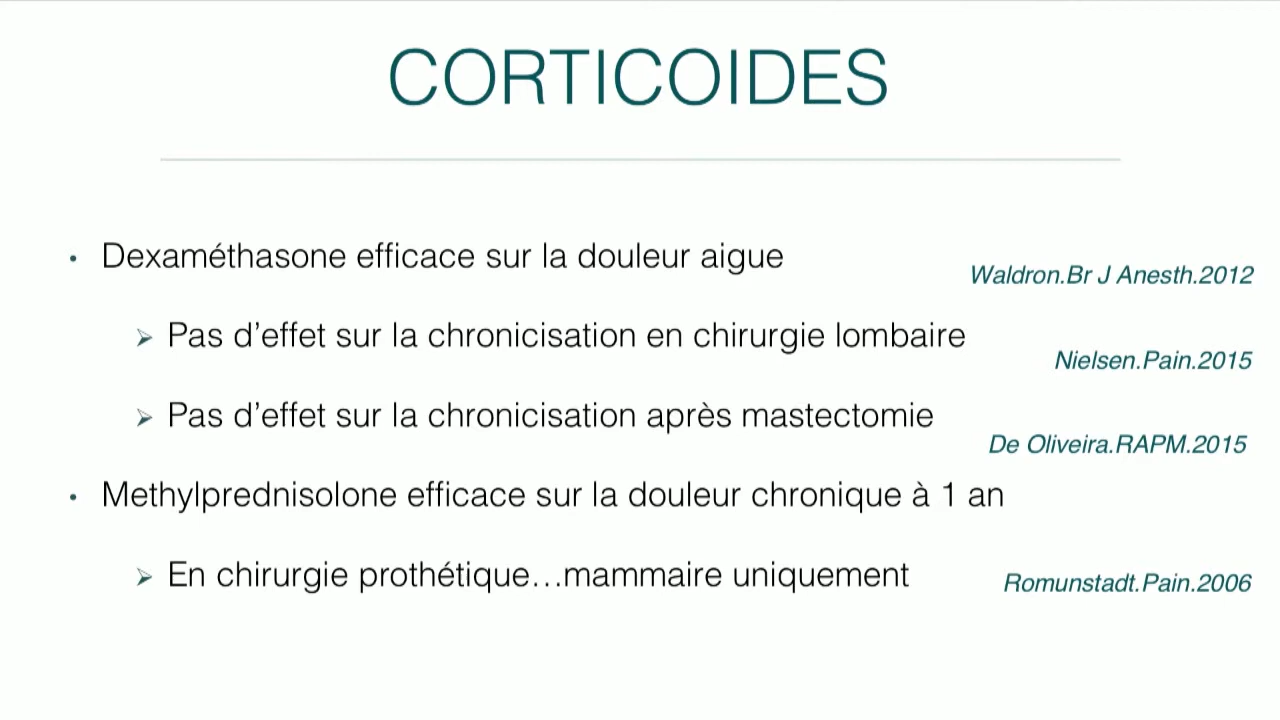 CORTICOIDES
• Dexaméthasone efficace sur la douleur aigue
Waldron.Br J Anesth.2012
➢ Pas d’effet sur la chronicisation en chirurgie lombaire
Nielsen.Pain.2015
➢ Pas d’effet sur la chronicisation après mastectomie
De Oliveira.RAPM.2015
• Methylprednisolone efficace sur la douleur chronique à 1 an
➢ En chirurgie prothétique…mammaire uniquement
Romunstadt.Pain.2006